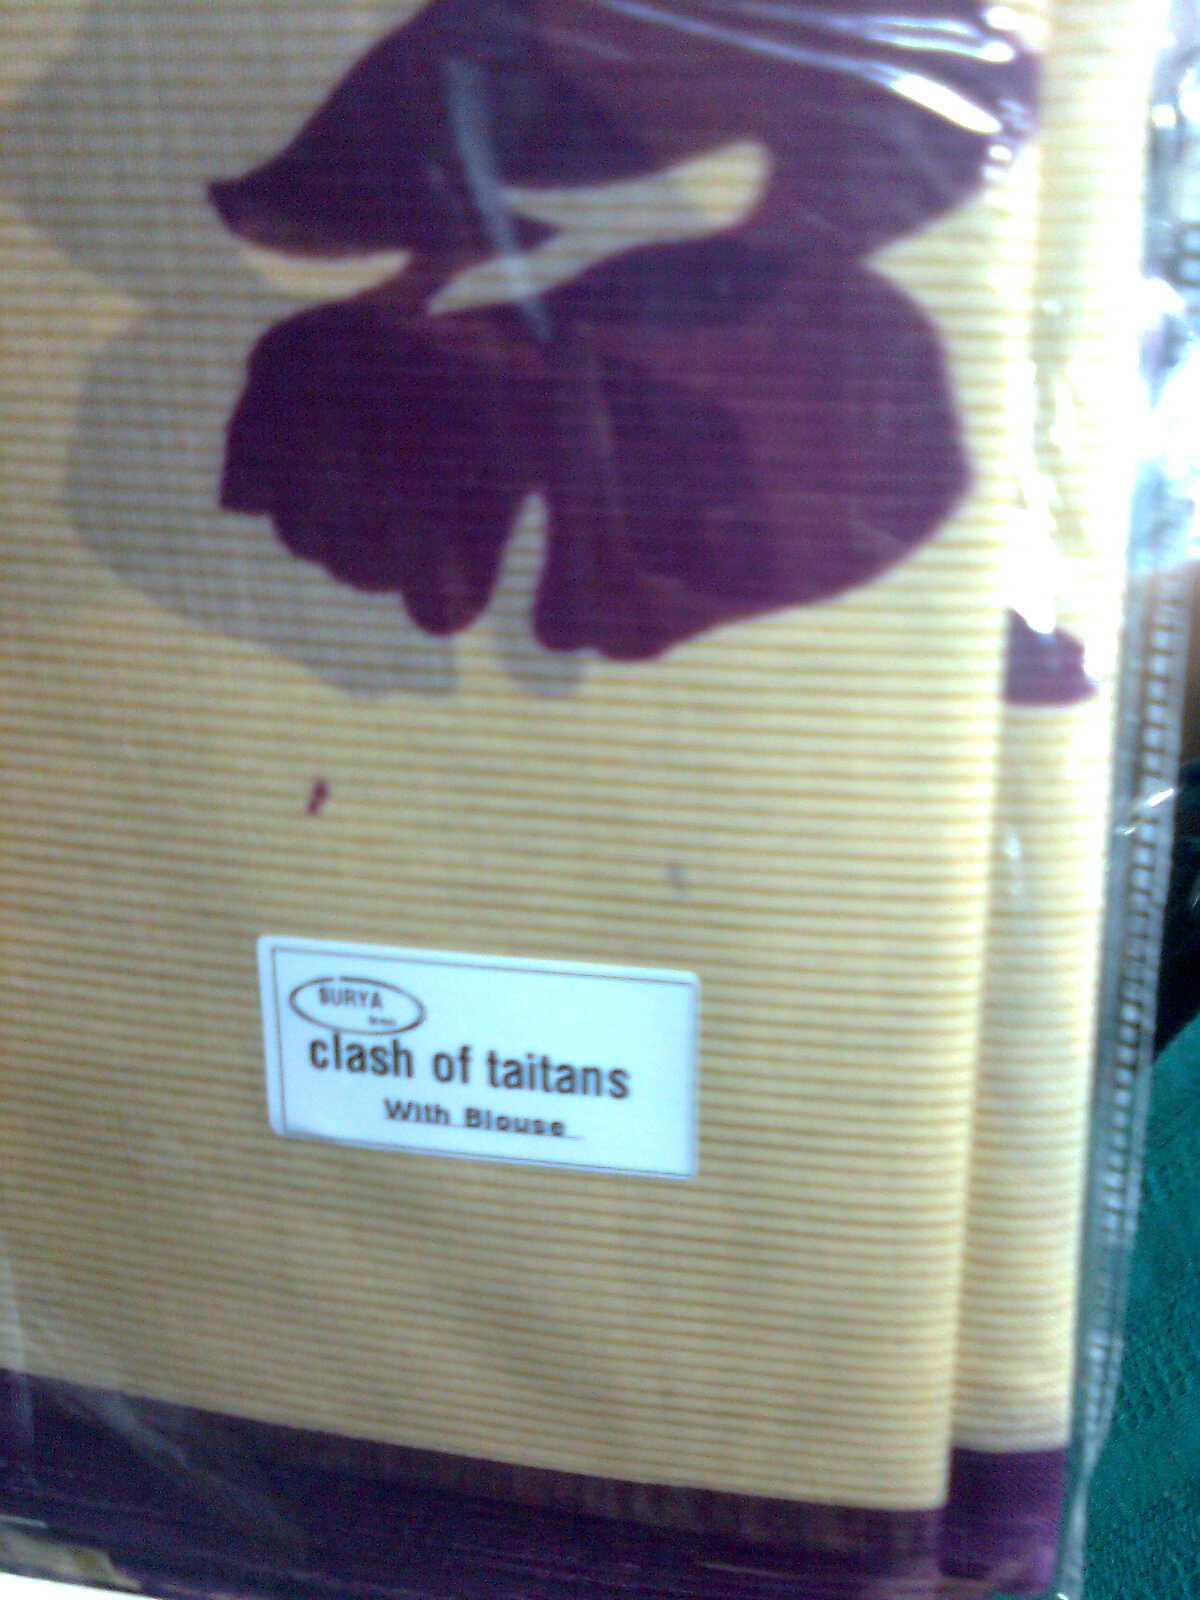 SURYA
clash of taitans
With Blouse